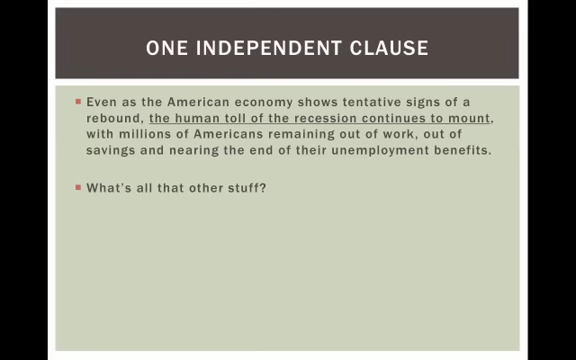 ONE INDEPENDENT CLAUSE
Even as the American economy shows tentative signs of a
rebound, the human toll of the recession continues to mount,
with millions of Americans remaining out of work, out of
savings and nearing the end of their unemployment benefits.
What's all that other stuff?